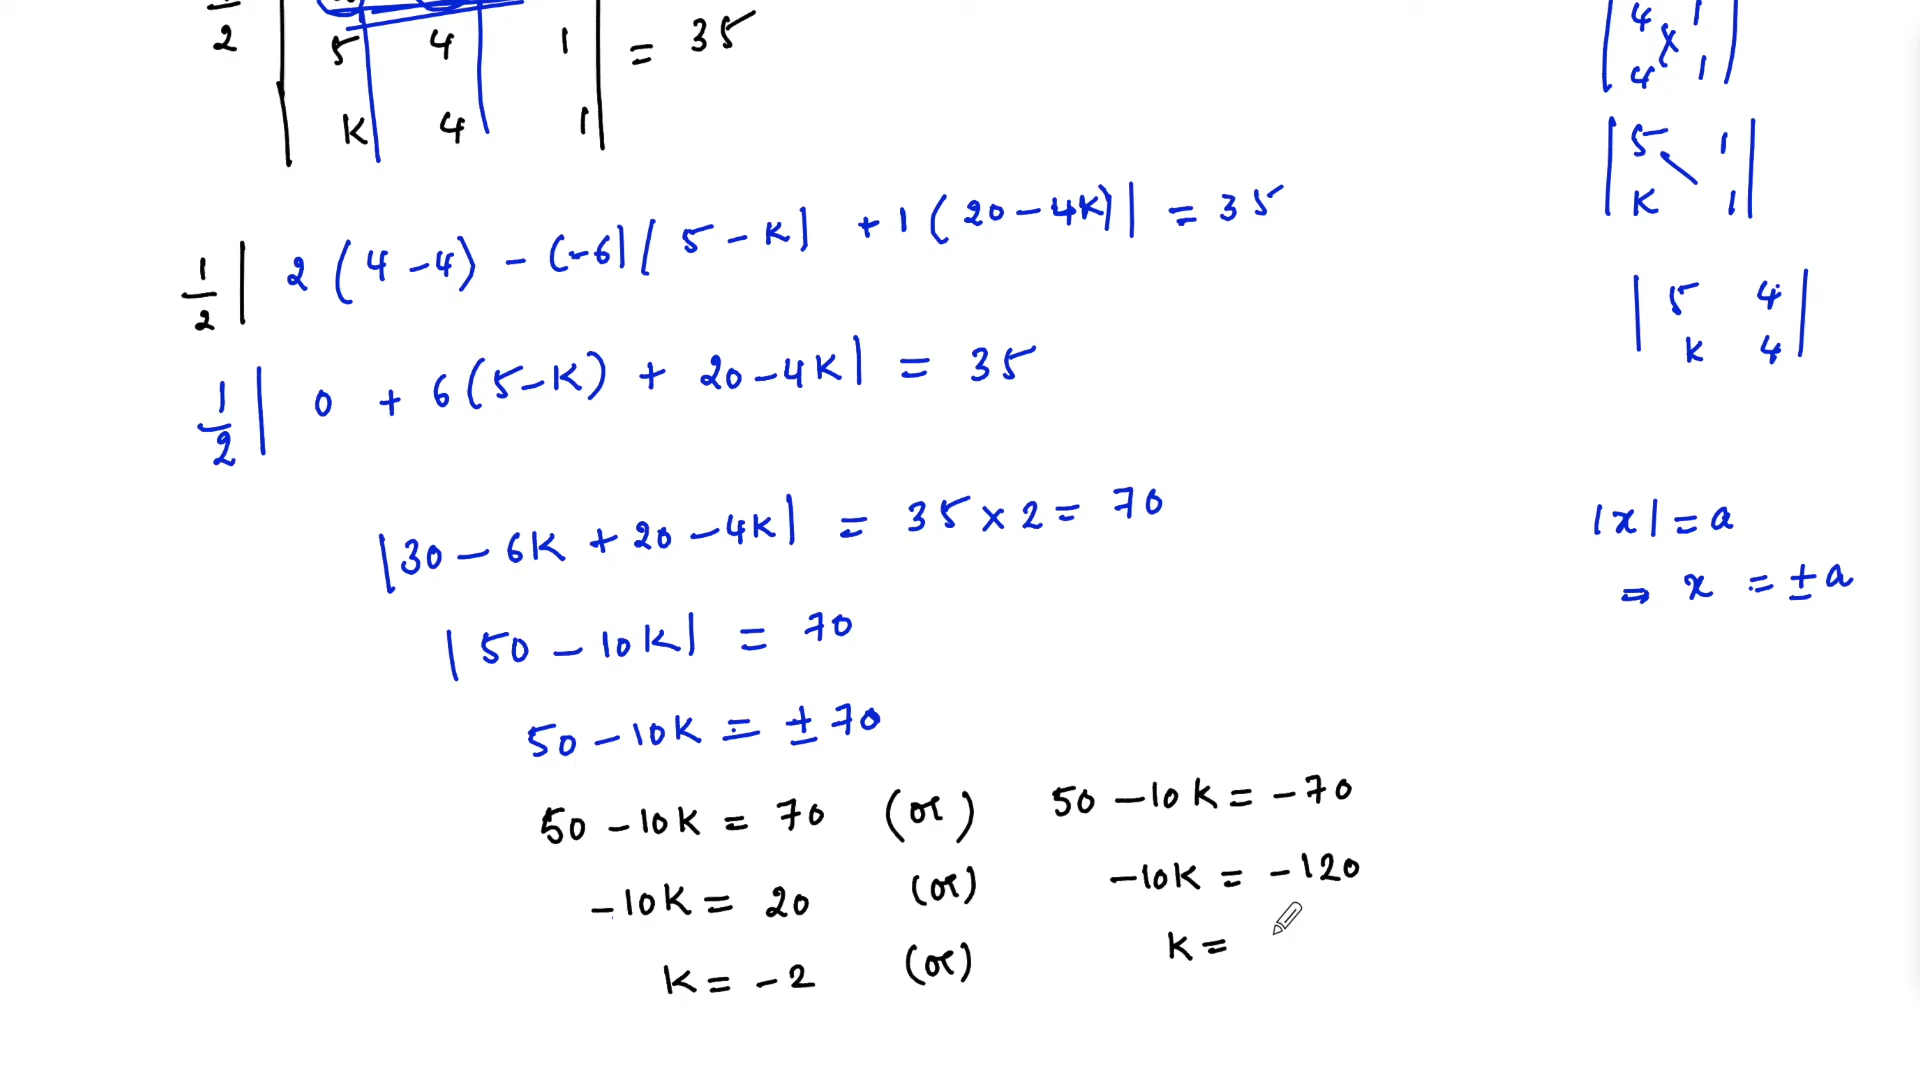 2 | 5 4 1 | = 35
| K 4 1 |
1/2 | 2 (4-4) - (-6) [5-K] + 1 (20-4K) | = 35
1/2 | 0 + 6(5-K) + 20-4K | = 35
| 30 - 6K + 20 - 4K | = 35 × 2 = 70
| 50 - 10K | = 70
50 - 10K = ± 70
50 - 10K = 70 (or) 50 - 10K = -70
-10K = 20 (or) -10K = -120
K = -2 (or) K =
| 4 1 |
| 4 1 |
| 5 1 |
| K 1 |
| 5 4 |
| K 4 |
|x| = a
⇒ x = ±a